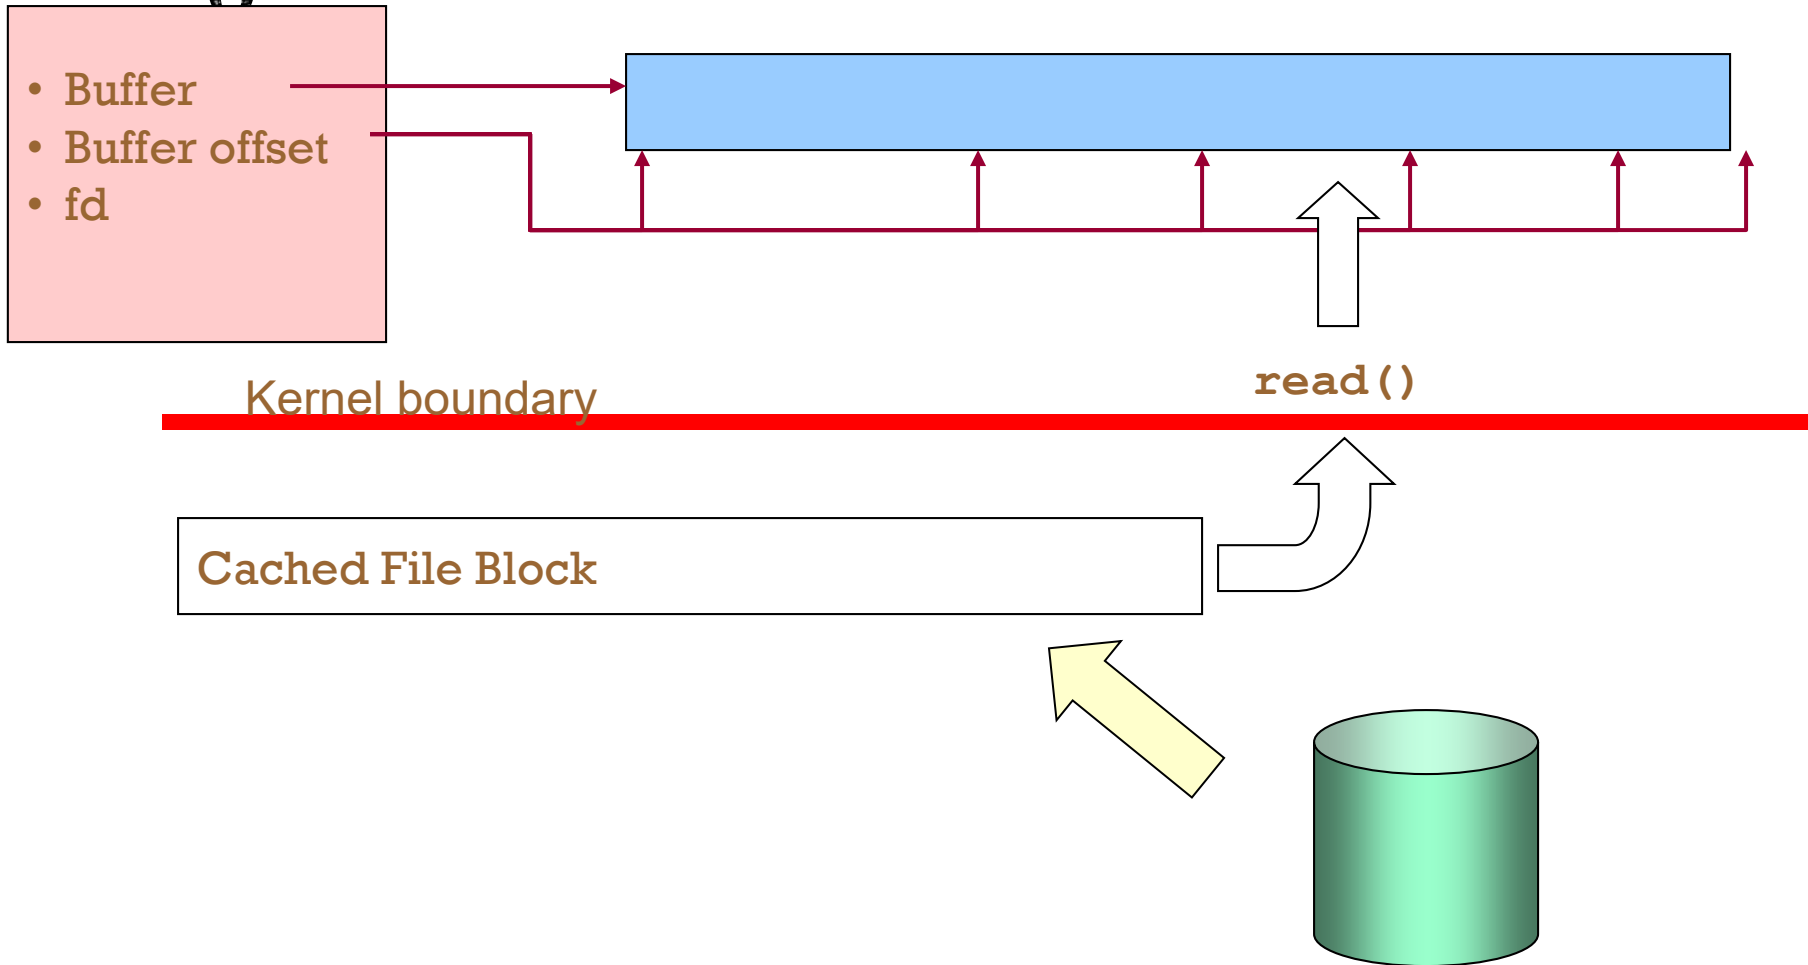 • Buffer
• Buffer offset
• fd
read()
Kernel boundary
Cached File Block